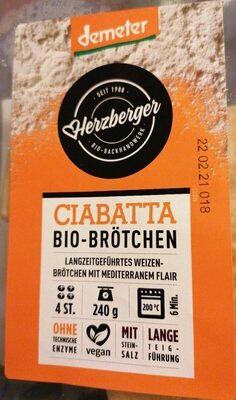 demeter
· SEIT 1908 ·
Herzberger
· BIO-BACKHANDWERK ·
22 02 21 018
CIABATTA
BIO-BRÖTCHEN
LANGZEITGEFÜHRTES WEIZEN-
BRÖTCHEN MIT MEDITERRANEM FLAIR
4 ST. 240 g 200 °C 6 Min.
OHNE TECHNISCHE ENZYME
vegan
MIT STEIN- SALZ
LANGE TEIG- FÜHRUNG